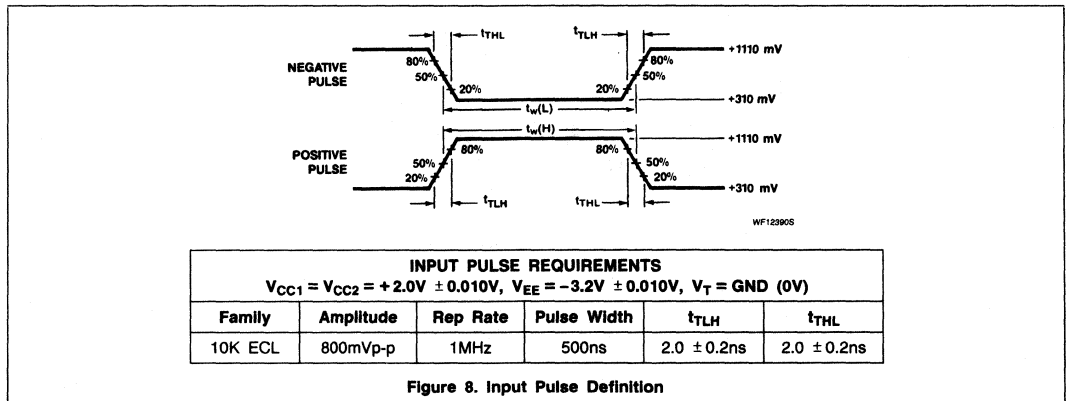 tTHL tTLH
+1110 mV
80% 80%
NEGATIVE PULSE
50% 50%
20% 20%
+310 mV
tw(L)
tw(H)
+1110 mV
80% 80%
POSITIVE PULSE
50% 50%
20% 20%
+310 mV
tTLH tTHL
WF12390S
INPUT PULSE REQUIREMENTS
VCC1 = VCC2 = +2.0V ±0.010V, VEE = −3.2V ±0.010V, VT = GND (0V)
Family Amplitude Rep Rate Pulse Width tTLH tTHL
10K ECL 800mVp-p 1MHz 500ns 2.0 ±0.2ns 2.0 ±0.2ns
Figure 8. Input Pulse Definition